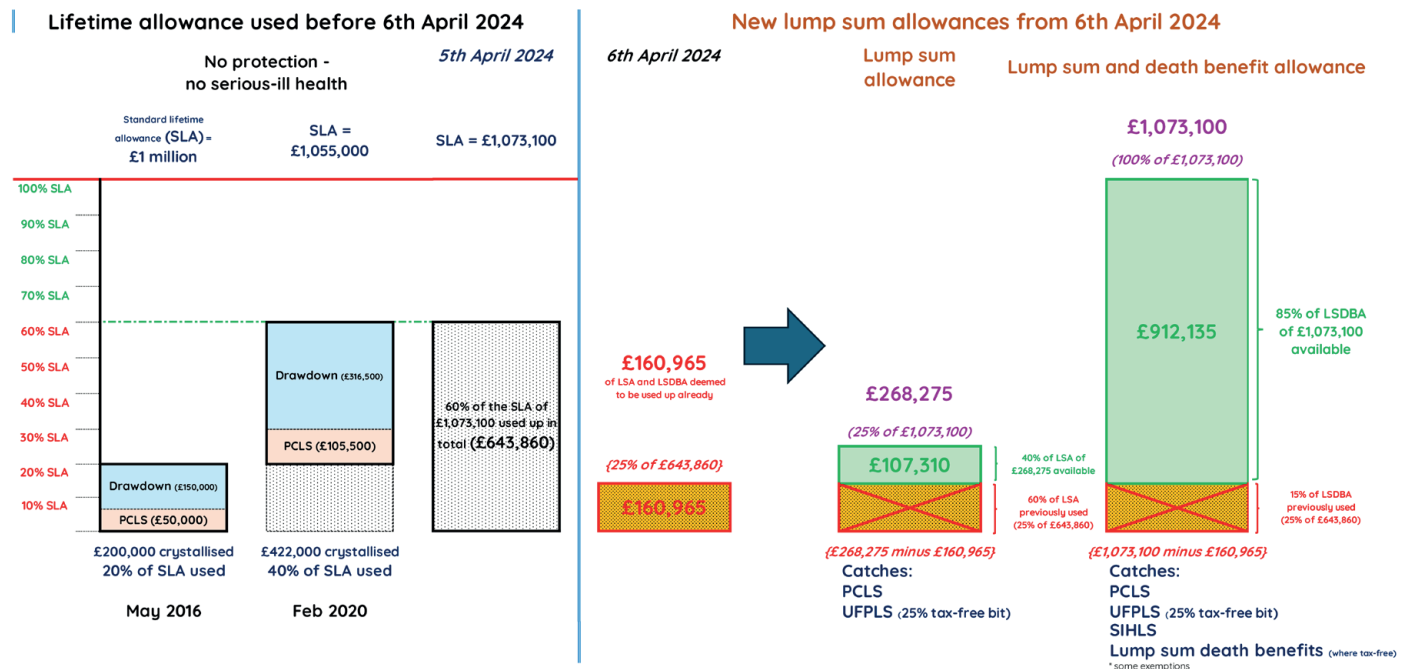 Lifetime allowance used before 6th April 2024
No protection -
no serious-ill health
5th April 2024
Standard lifetime
allowance (SLA) =
£1 million
SLA =
£1,055,000
SLA = £1,073,100
100% SLA
90% SLA
80% SLA
70% SLA
60% SLA
50% SLA
40% SLA
30% SLA
20% SLA
10% SLA
Drawdown (£150,000)
PCLS (£50,000)
Drawdown (£316,500)
PCLS (£105,500)
60% of the SLA of
£1,073,100 used up in
total (£643,860)
£200,000 crystallised
20% of SLA used
£422,000 crystallised
40% of SLA used
May 2016
Feb 2020
New lump sum allowances from 6th April 2024
6th April 2024
£160,965
of LSA and LSDBA deemed
to be used up already
{25% of £643,860}
£160,965
Lump sum
allowance
£268,275
(25% of £1,073,100)
£107,310
40% of LSA of
£268,275 available
60% of LSA
previously used
(25% of £643,860)
{£268,275 minus £160,965}
Catches:
PCLS
UFPLS (25% tax-free bit)
Lump sum and death benefit allowance
£1,073,100
(100% of £1,073,100)
£912,135
85% of LSDBA
of £1,073,100
available
15% of LSDBA
previously used
(25% of £643,860)
{£1,073,100 minus £160,965}
Catches:
PCLS
UFPLS (25% tax-free bit)
SIHLS
Lump sum death benefits (where tax-free)
* some exemptions